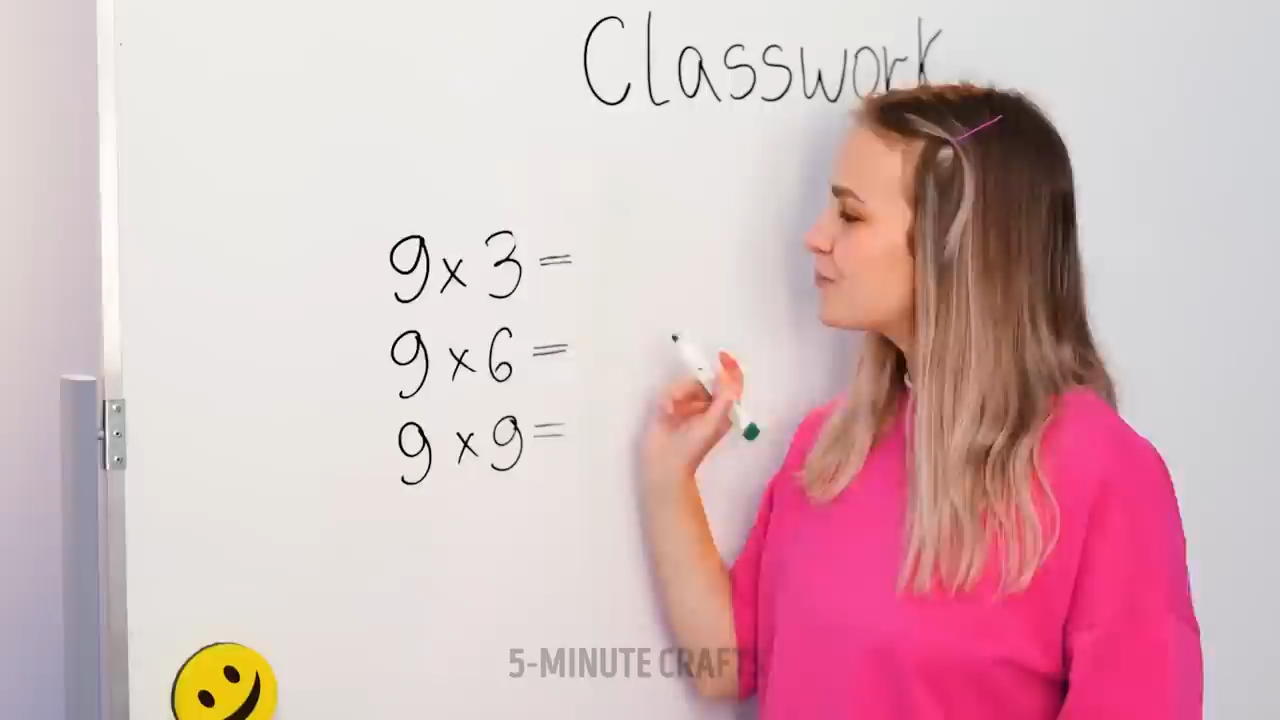 Classwork
9 x 3 =
9 x 6 =
9 x 9 =
5-MINUTE CRAFTS